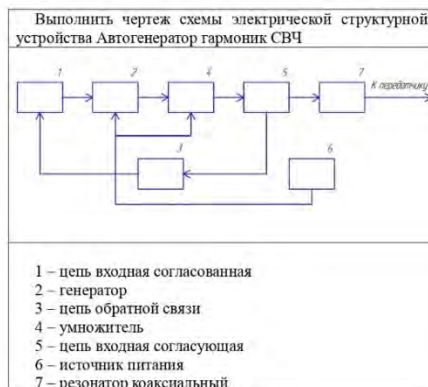 Выполнить чертеж схемы электрической структурной
устройства Автогенератор гармоник СВЧ
1 2 4 5 7
К передатчику
3 6
1 – цепь входная согласованная
2 – генератор
3 – цепь обратной связи
4 – умножитель
5 – цепь входная согласующая
6 – источник питания
7 – резонатор коаксиальный